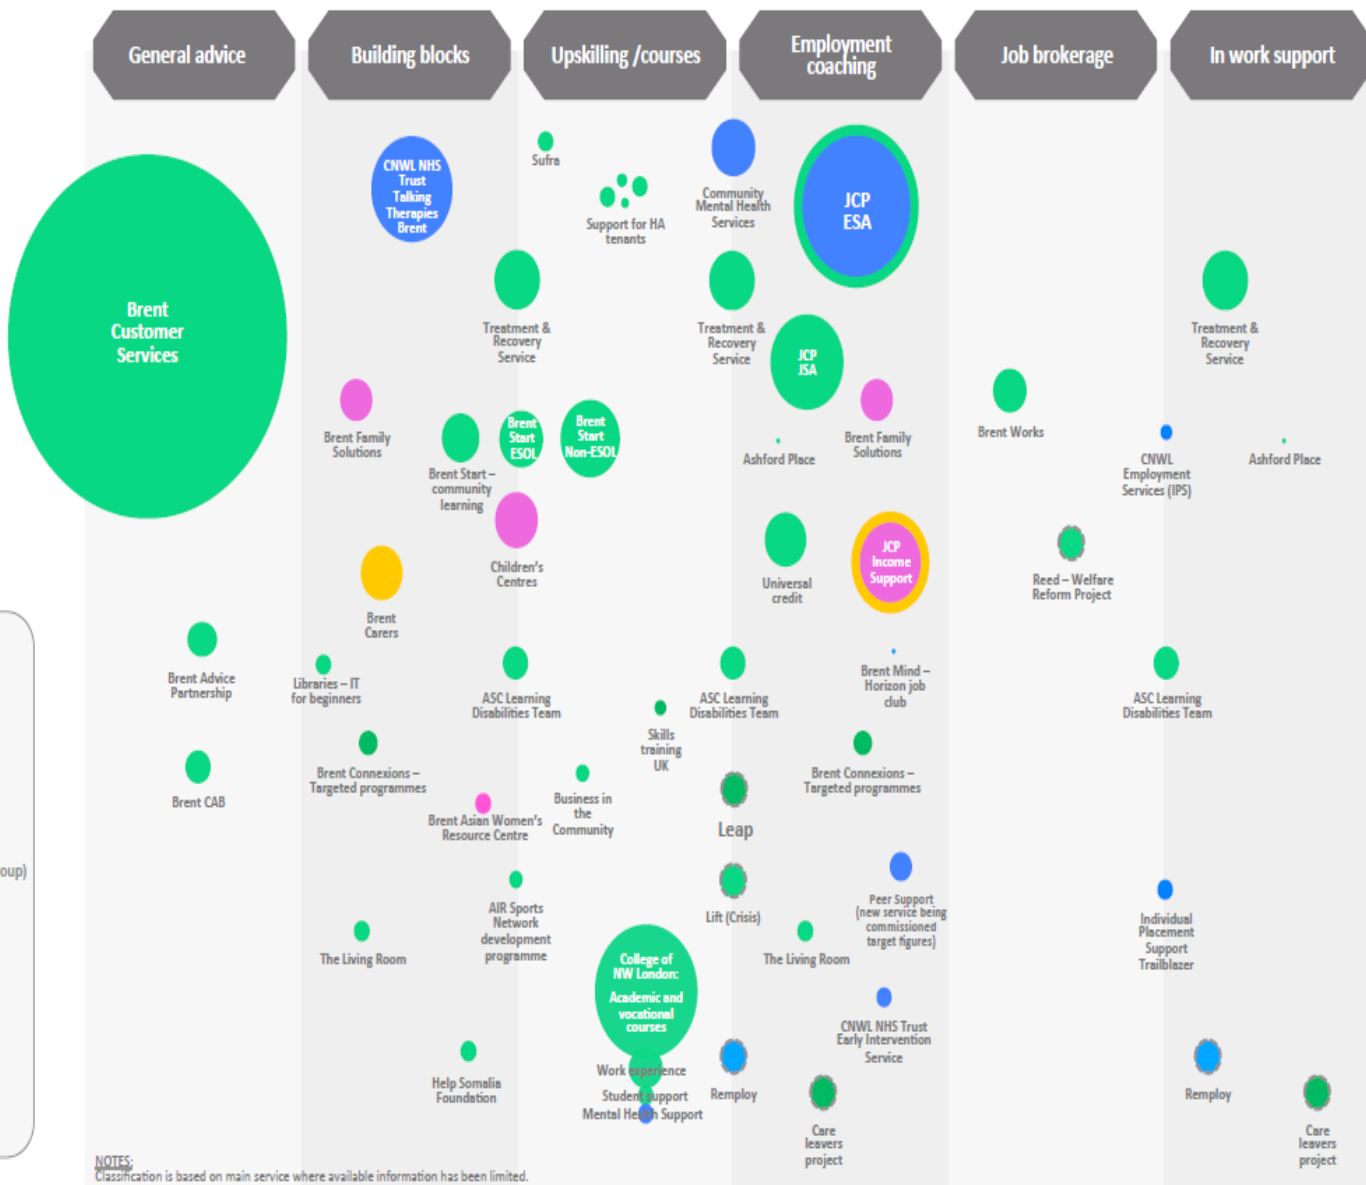 General advice
Building blocks
Upskilling /courses
Employment
coaching
Job brokerage
In work support
CNWL NHS
Trust
Talking
Therapies
Brent
Sufra
Support for HA
tenants
Community
Mental Health
Services
JCP
ESA
Brent
Customer
Services
Treatment &
Recovery
Service
Treatment &
Recovery
Service
JCP
JSA
Treatment &
Recovery
Service
Brent Family
Solutions
Brent Start –
community
learning
Brent
Start
ESOL
Brent
Start
Non-ESOL
Ashford Place
Brent Family
Solutions
Brent Works
CNWL
Employment
Services (IPS)
Ashford Place
Children's
Centres
Universal
credit
JCP
Income
Support
Reed – Welfare
Reform Project
Brent
Carers
Brent Advice
Partnership
Libraries – IT
for beginners
ASC Learning
Disabilities Team
Skills
training
UK
ASC Learning
Disabilities Team
Brent Mind –
Horizon job
club
ASC Learning
Disabilities Team
Brent CAB
Brent Connexions –
Targeted programmes
Brent Asian Women's
Resource Centre
Business in
the
Community
Leap
Brent Connexions –
Targeted programmes
oup)
The Living Room
AIR Sports
Network
development
programme
Lift (Crisis)
The Living Room
Peer Support
(new service being
commissioned
target figures)
Individual
Placement
Support
Trailblazer
College of
NW London:
Academic and
vocational
courses
Work experience
Student support
Mental Health Support
CNWL NHS Trust
Early Intervention
Service
Help Somalia
Foundation
Remploy
Care
leavers
project
Remploy
Care
leavers
project
NOTES:
Classification is based on main service where available information has been limited.